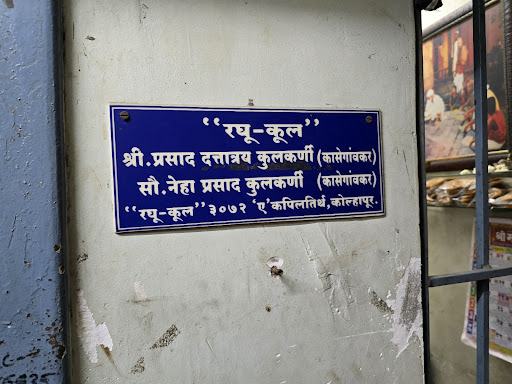 “रघू-कूल”
श्री.प्रसाद दत्तात्रय कुलकर्णी (कासेगांवकर)
सौ.नेहा प्रसाद कुलकर्णी (कासेगांवकर)
“रघू-कूल” ३०७२ ‘ए’ कपिलतिर्थ,कोल्हापूर.